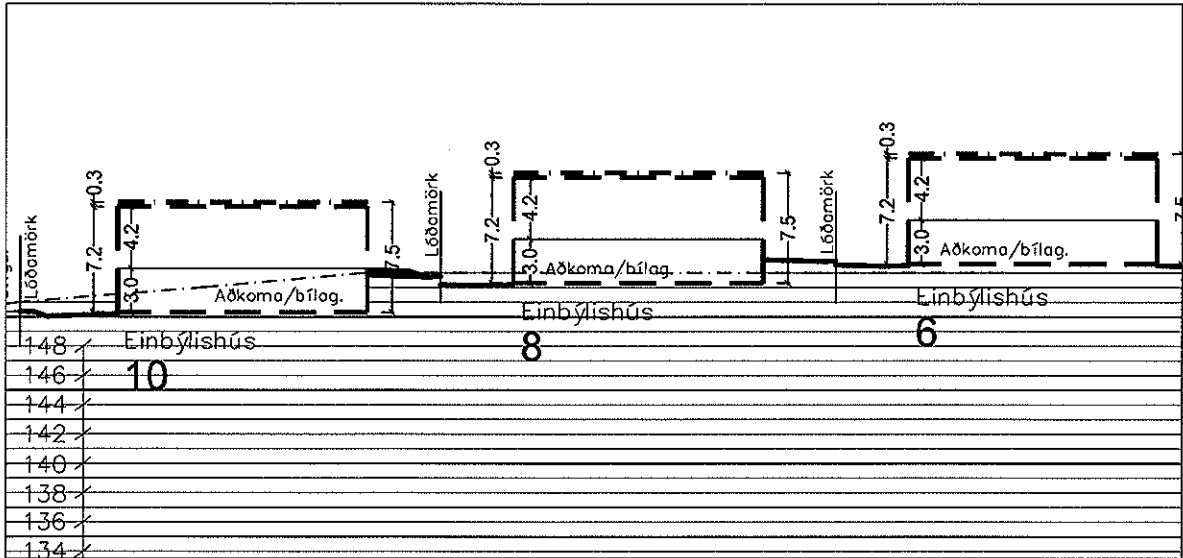 0.3
7.2
4.2
3.0
7.5
Lóðamörk
Aðkoma/bílag.
Einbýlishús
10
0.3
7.2
4.2
3.0
7.5
Lóðamörk
Aðkoma/bílag.
Einbýlishús
8
0.3
7.2
4.2
3.0
Lóðamörk
Aðkoma/bílag.
Einbýlishús
6
148
146
144
142
140
138
136
134